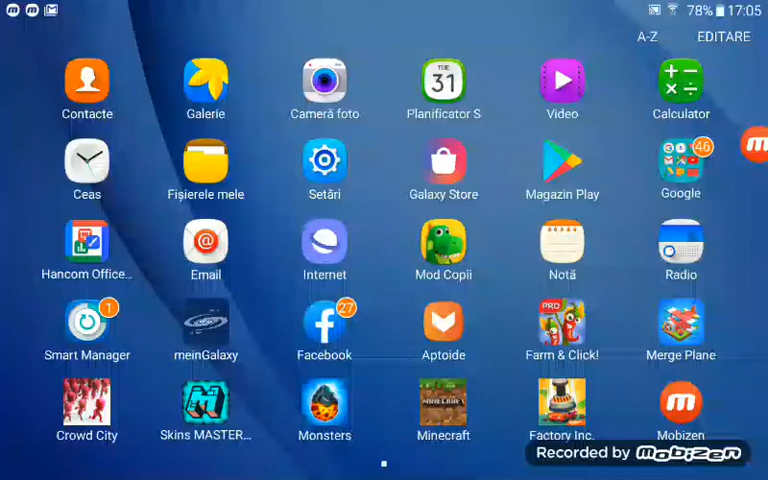 78% 17:05
A-Z EDITARE
TUE
31
Contacte Galerie Cameră foto Planificator S Video Calculator
46
Ceas Fișierele mele Setări Galaxy Store Magazin Play Google
Hancom Office... Email Internet Mod Copii Notă Radio
1 27 PRO
Smart Manager meinGalaxy Facebook Aptoide Farm & Click! Merge Plane
MINECRAFT
Crowd City Skins MASTER... Monsters Minecraft Factory Inc. Mobizen
Recorded by Mobizen